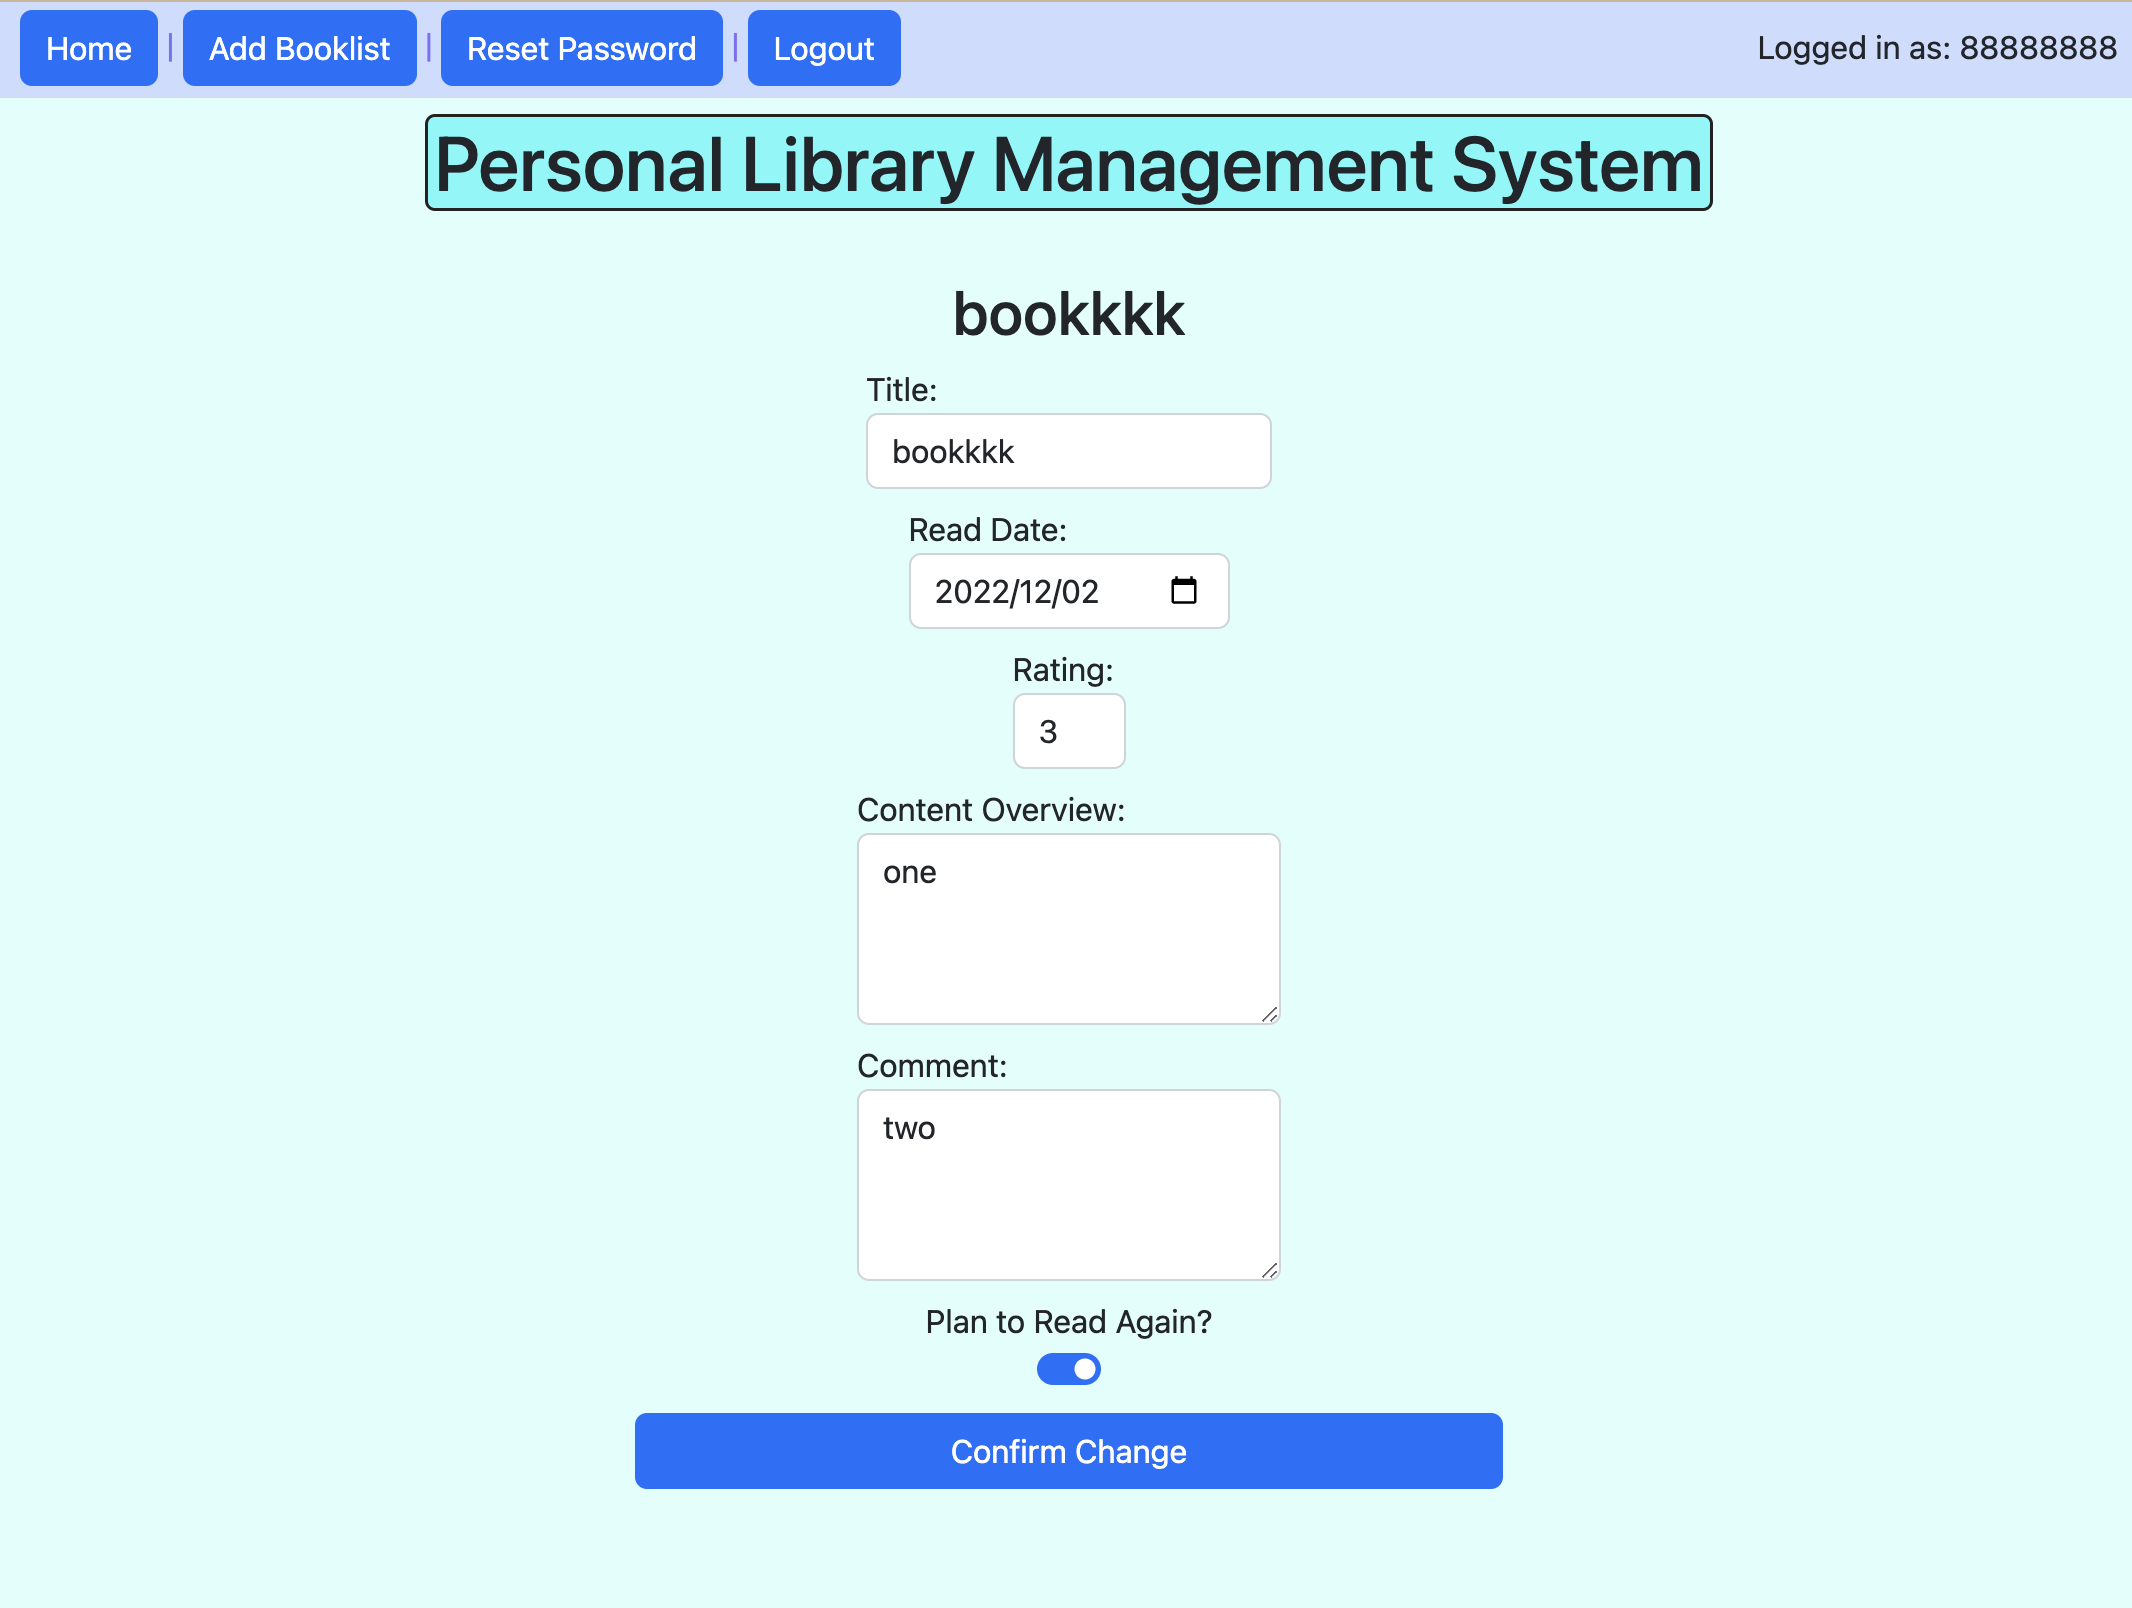 Home | Add Booklist | Reset Password | Logout Logged in as: 88888888
Personal Library Management System
bookkkk
Title:
bookkkk
Read Date:
2022/12/02
Rating:
3
Content Overview:
one
Comment:
two
Plan to Read Again?
Confirm Change